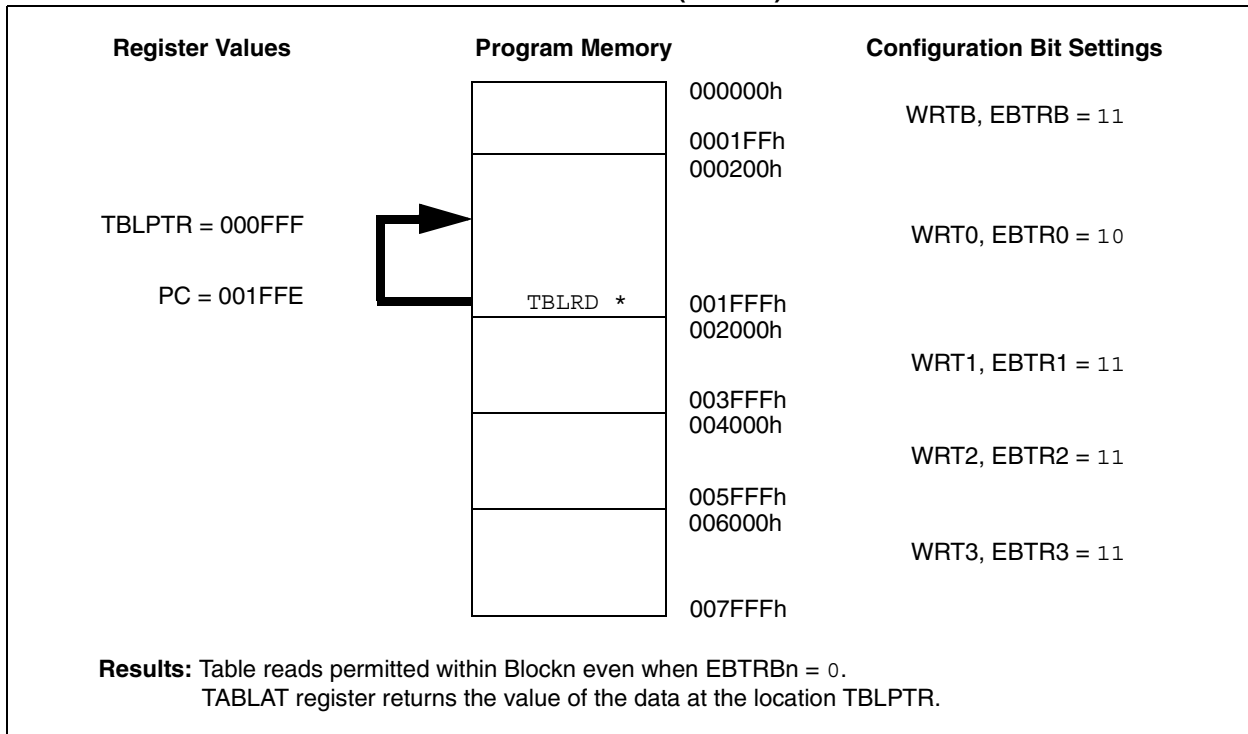 Register Values
Program Memory
Configuration Bit Settings
000000h
WRTB, EBTRB = 11
0001FFh
000200h
TBLPTR = 000FFF
WRT0, EBTR0 = 10
PC = 001FFE
TBLRD *
001FFFh
002000h
WRT1, EBTR1 = 11
003FFFh
004000h
WRT2, EBTR2 = 11
005FFFh
006000h
WRT3, EBTR3 = 11
007FFFh
Results: Table reads permitted within Blockn even when EBTRBn = 0.
TABLAT register returns the value of the data at the location TBLPTR.